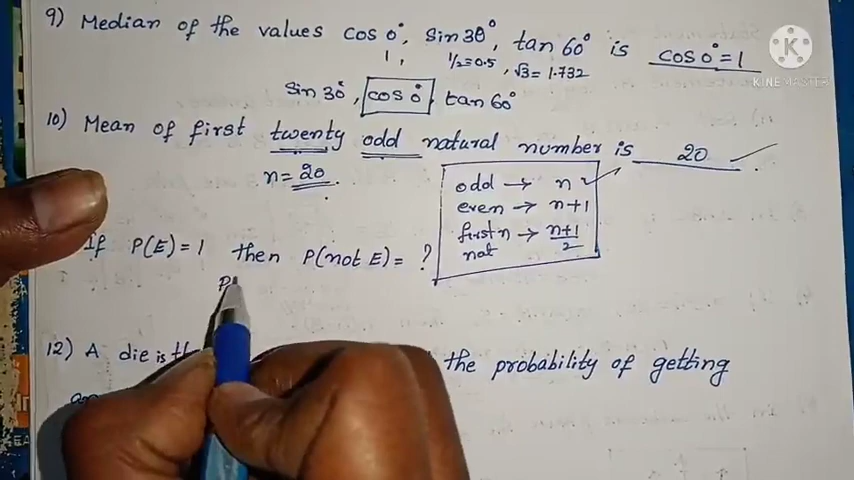 9) Median of the values cos 0°, sin 30°, tan 60° is cos 0° = 1
1, 1/2 = 0.5, √3 = 1.732
sin 30°, cos 0°, tan 60°
10) Mean of first twenty odd natural number is 20
n = 20
odd → n
even → n+1
first n nat → n+1/2
If P(E) = 1 then P(not E) = ?
P
12) A die is the probability of getting
KINEMASTER